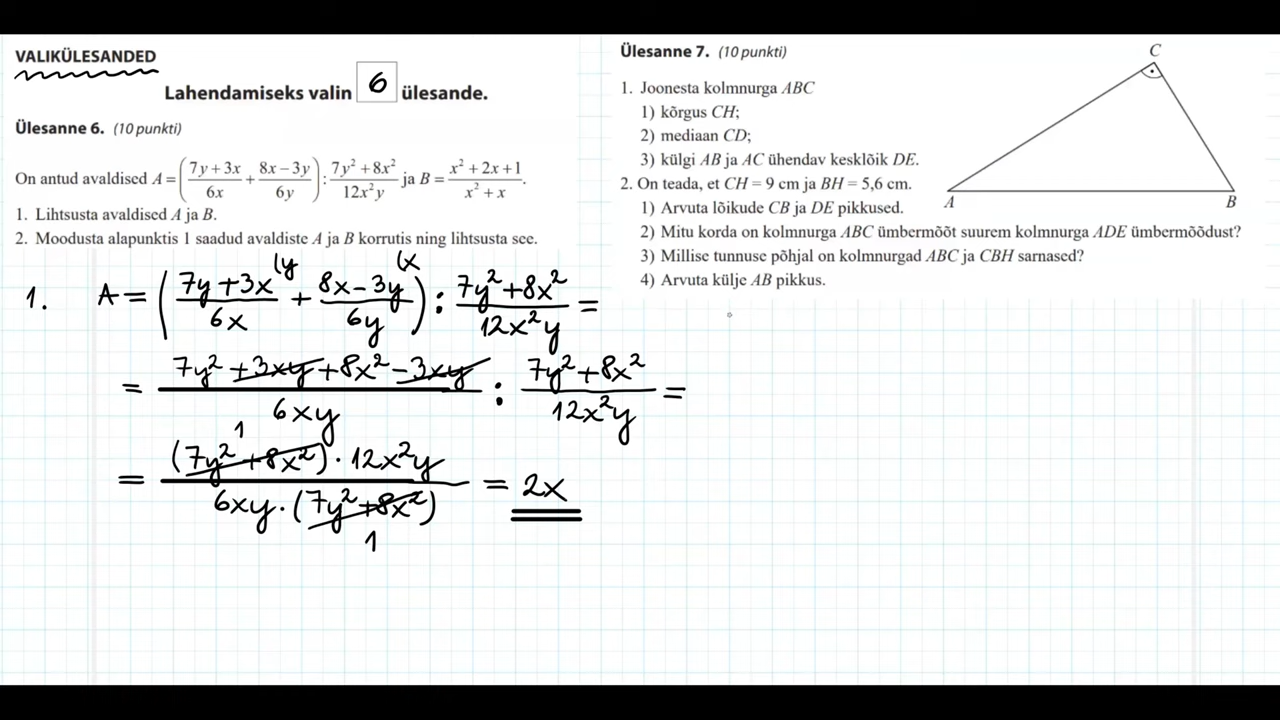 VALIKÜLESANDED
Lahendamiseks valin 6 ülesande.
Ülesanne 6. (10 punkti)
On antud avaldised A = ((7y + 3x)/(6x) + (8x − 3y)/(6y)) : (7y² + 8x²)/(12x²y) ja B = (x² + 2x + 1)/(x² + x).
1. Lihtsusta avaldised A ja B.
2. Moodusta alapunktis 1 saadud avaldiste A ja B korrutis ning lihtsusta see.
1. A = ((7y + 3x)/(6x) (y + (8x − 3y)/(6y) (x) : (7y² + 8x²)/(12x²y) =
= (7y² + 3xy + 8x² − 3xy)/(6xy) : (7y² + 8x²)/(12x²y) =
1
= ((7y² + 8x²) · 12x²y)/(6xy · (7y² + 8x²)) = 2x
1
Ülesanne 7. (10 punkti)
1. Joonesta kolmnurga ABC
1) kõrgus CH;
2) mediaan CD;
3) külgi AB ja AC ühendav kesklõik DE.
2. On teada, et CH = 9 cm ja BH = 5,6 cm.
1) Arvuta lõikude CB ja DE pikkused.
2) Mitu korda on kolmnurga ABC ümbermõõt suurem kolmnurga ADE ümbermõõdust?
3) Millise tunnuse põhjal on kolmnurgad ABC ja CBH sarnased?
4) Arvuta külje AB pikkus.
C
A
B